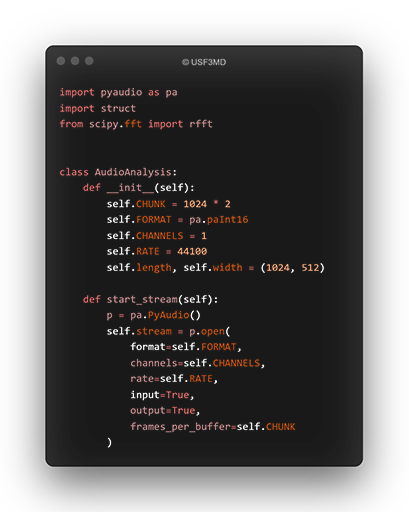 © USF3MD
import pyaudio as pa
import struct
from scipy.fft import rfft
class AudioAnalysis:
    def __init__(self):
        self.CHUNK = 1024 * 2
        self.FORMAT = pa.paInt16
        self.CHANNELS = 1
        self.RATE = 44100
        self.length, self.width = (1024, 512)
    def start_stream(self):
        p = pa.PyAudio()
        self.stream = p.open(
            format=self.FORMAT,
            channels=self.CHANNELS,
            rate=self.RATE,
            input=True,
            output=True,
            frames_per_buffer=self.CHUNK
        )